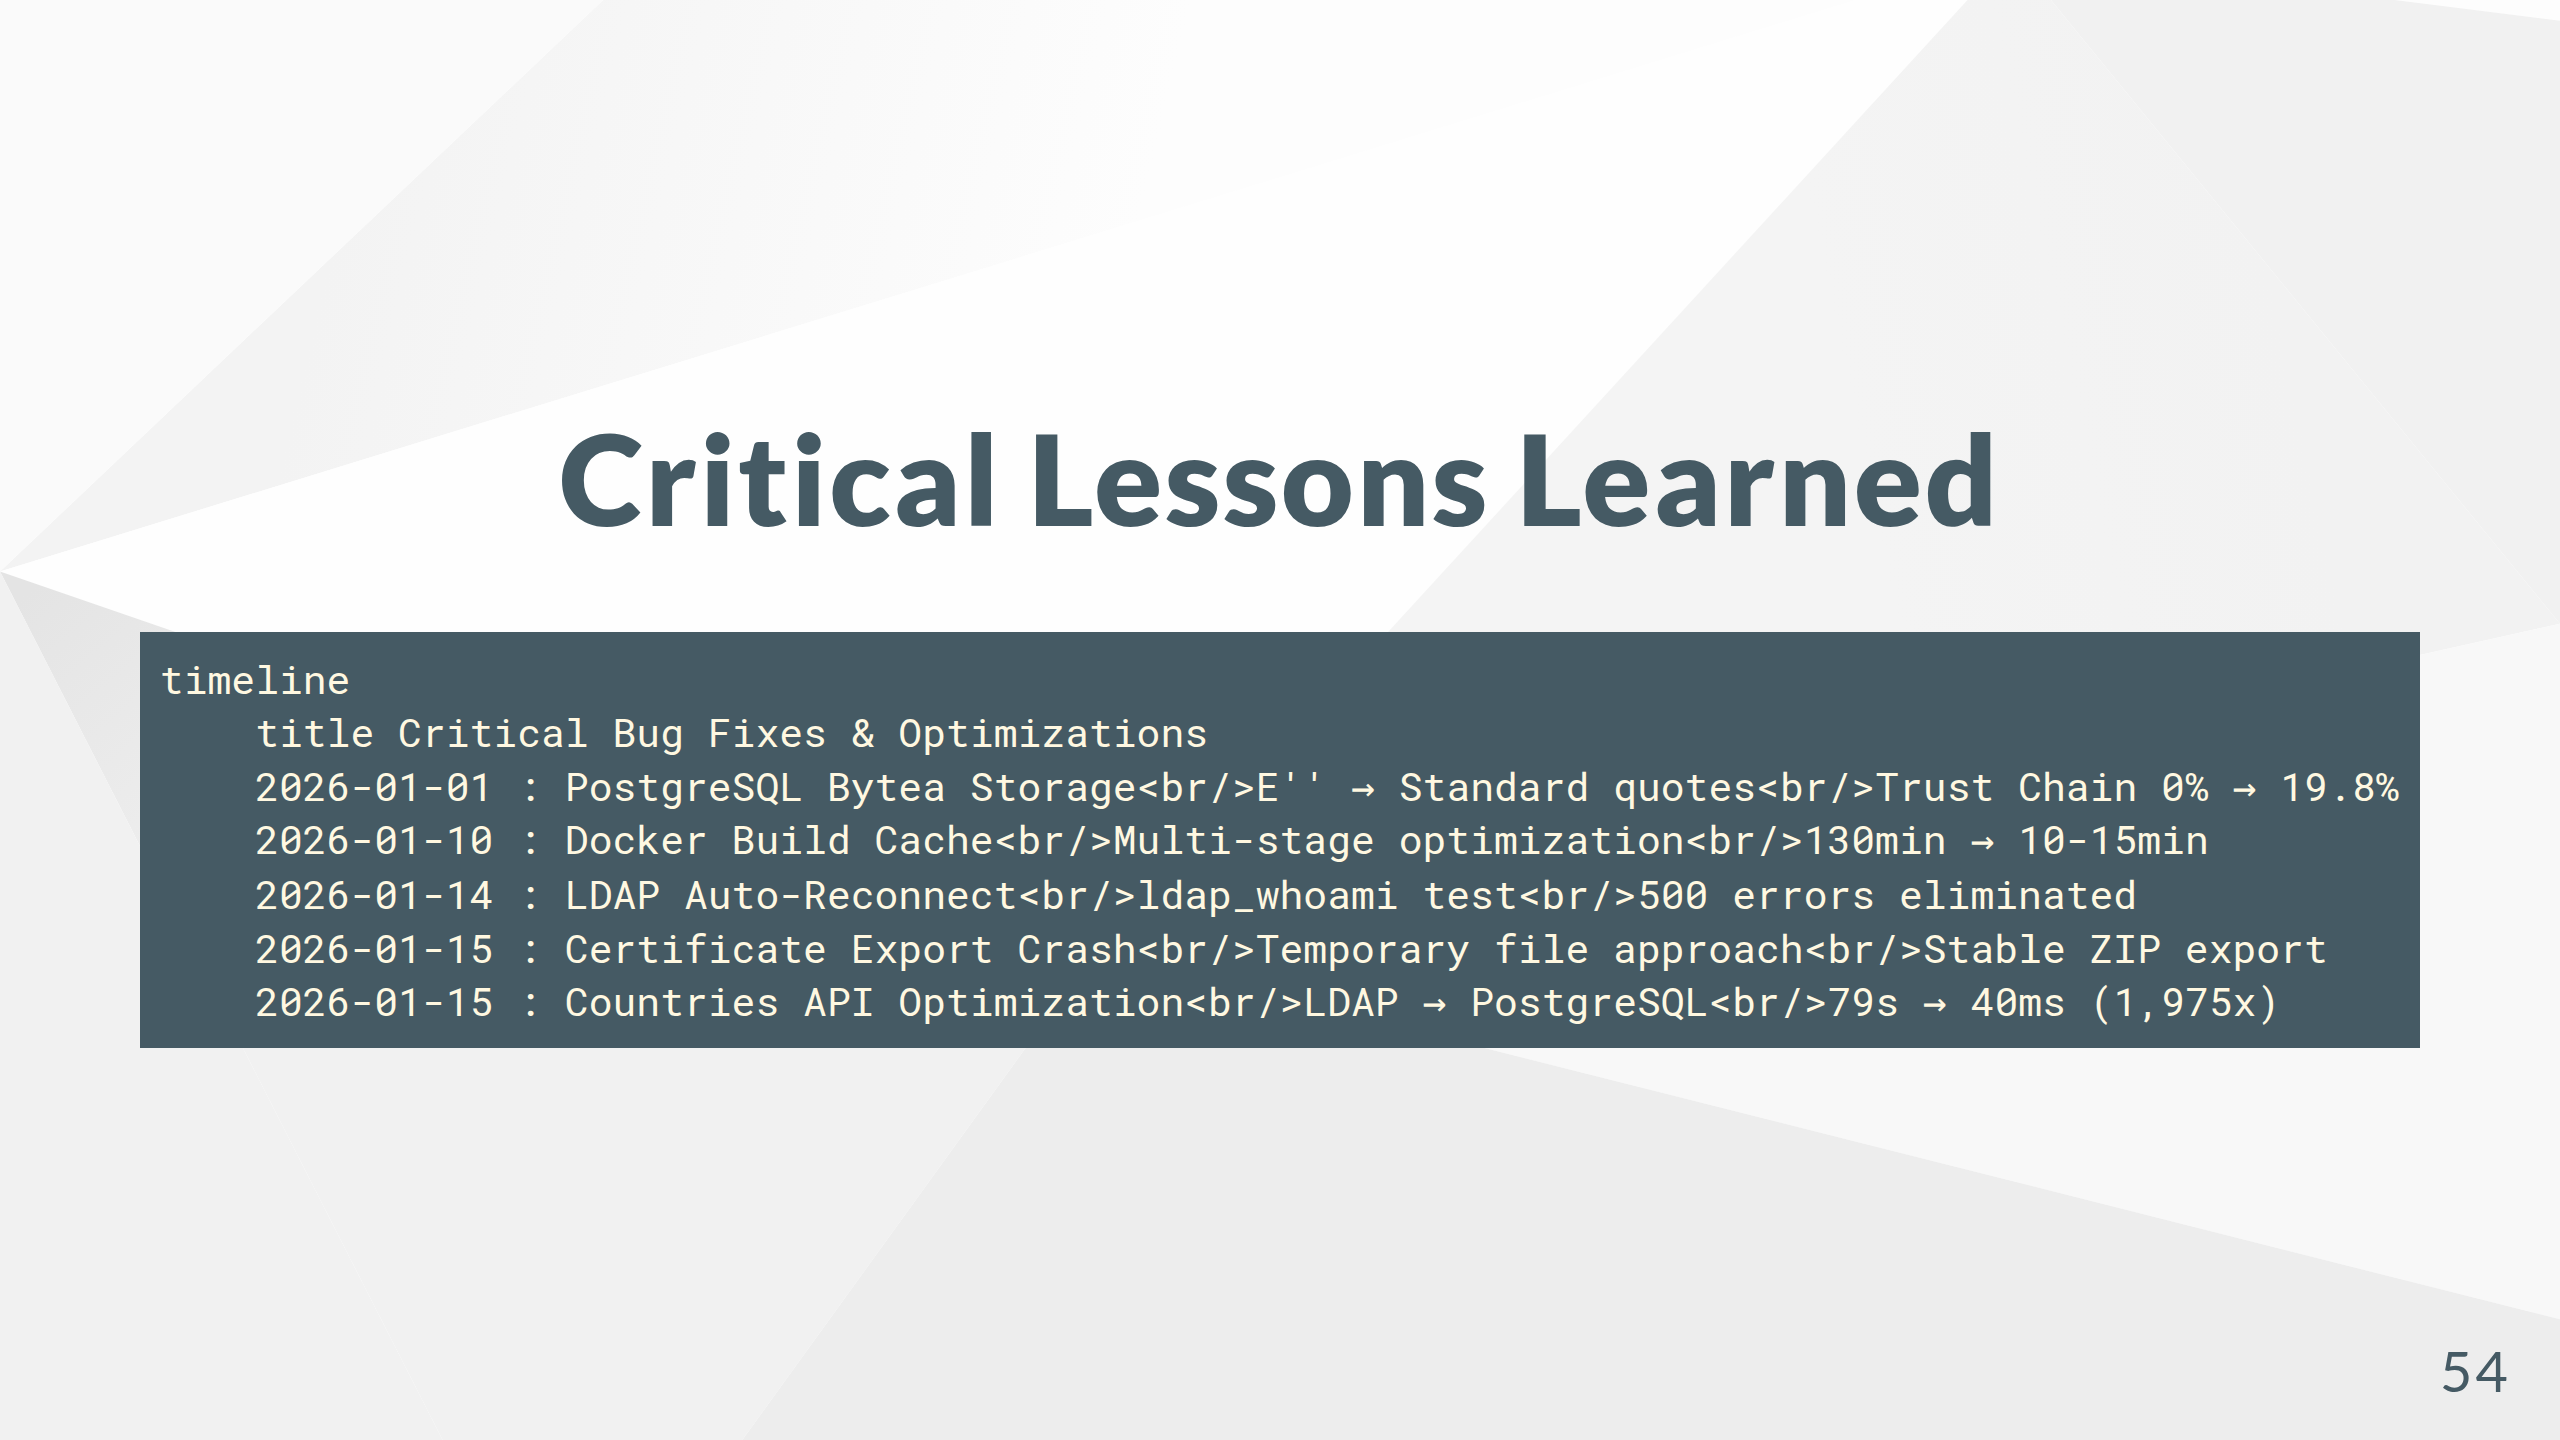 Critical Lessons Learned
timeline
    title Critical Bug Fixes & Optimizations
    2026-01-01 : PostgreSQL Bytea Storage<br/>E'' → Standard quotes<br/>Trust Chain 0% → 19.8%
    2026-01-10 : Docker Build Cache<br/>Multi-stage optimization<br/>130min → 10-15min
    2026-01-14 : LDAP Auto-Reconnect<br/>ldap_whoami test<br/>500 errors eliminated
    2026-01-15 : Certificate Export Crash<br/>Temporary file approach<br/>Stable ZIP export
    2026-01-15 : Countries API Optimization<br/>LDAP → PostgreSQL<br/>79s → 40ms (1,975x)
54